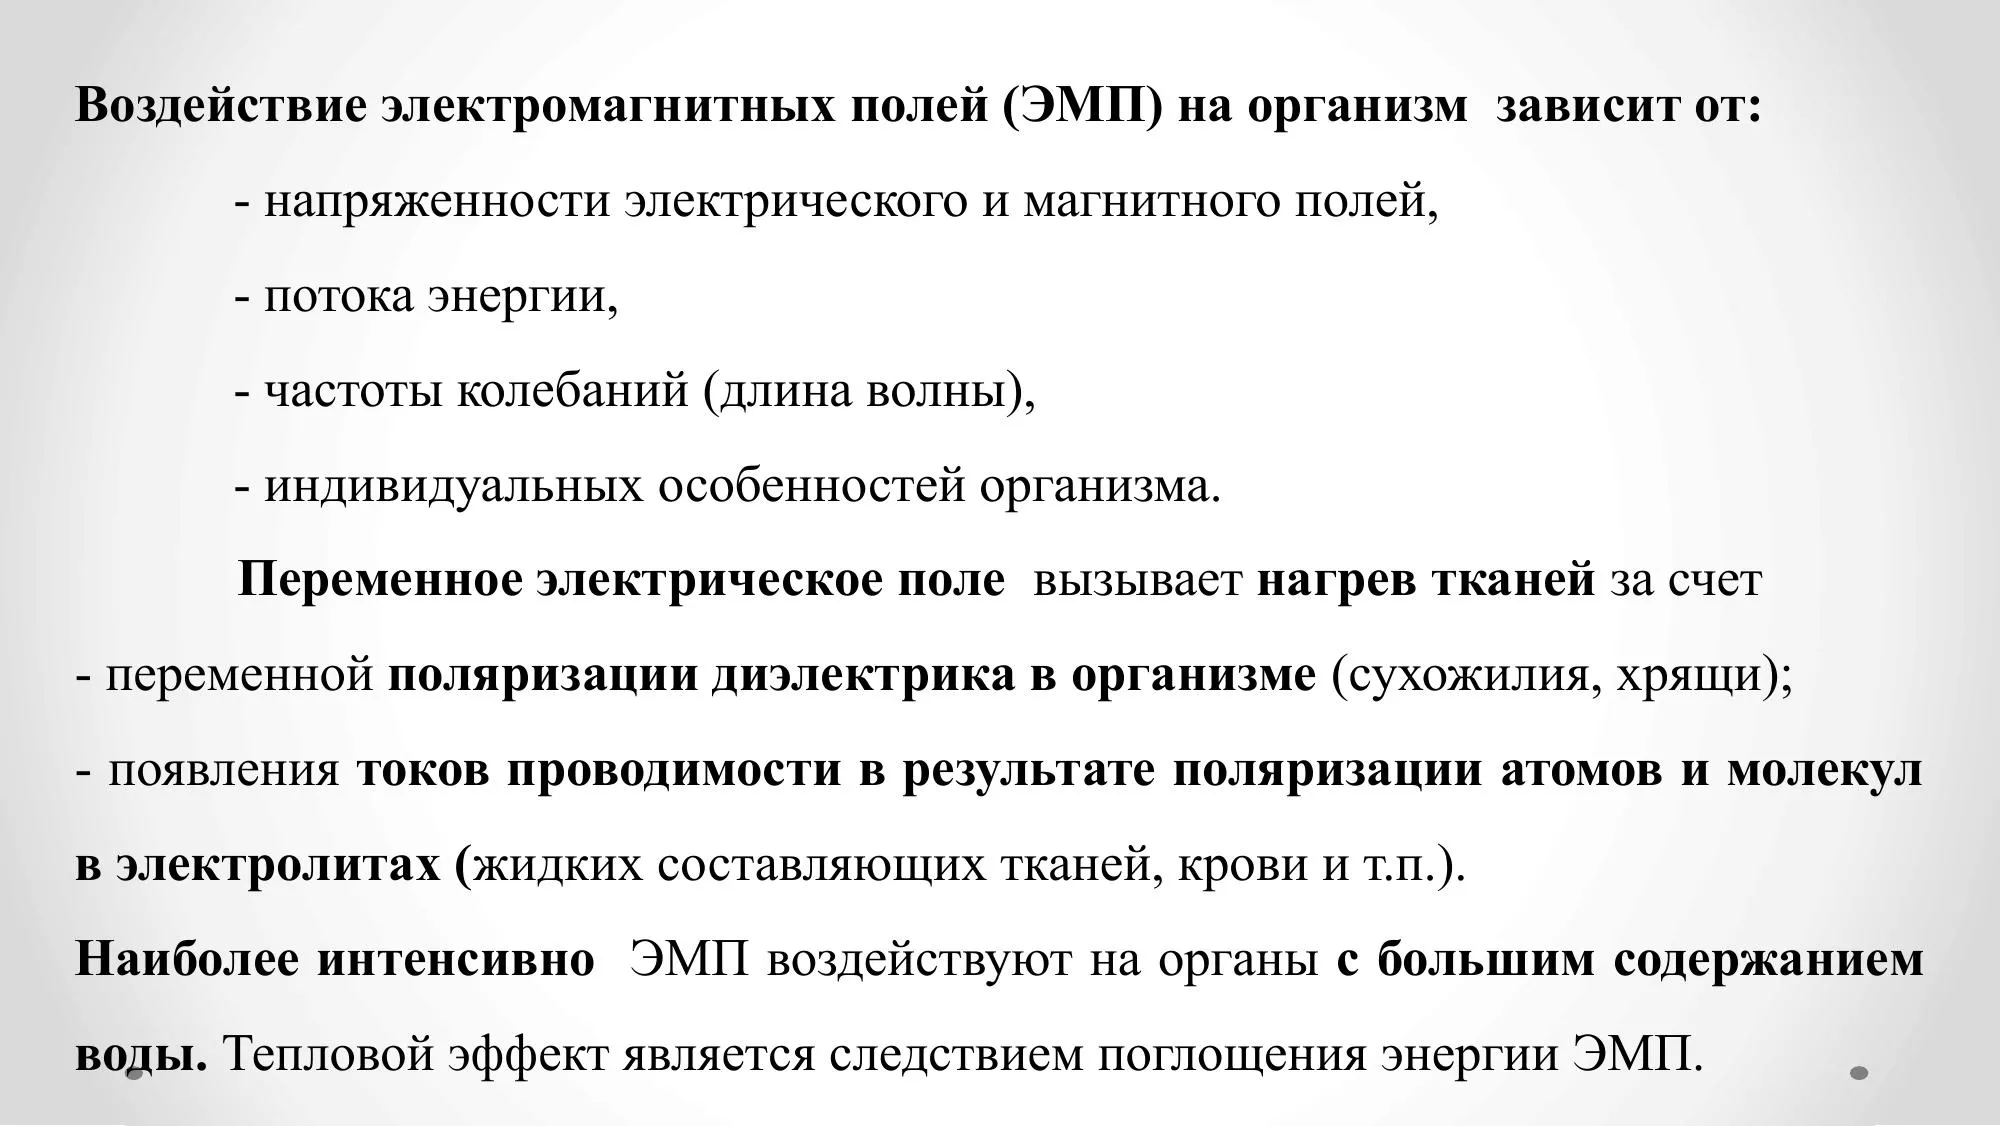 Воздействие электромагнитных полей (ЭМП) на организм  зависит от:
- напряженности электрического и магнитного полей,
- потока энергии,
- частоты колебаний (длина волны),
- индивидуальных особенностей организма.
Переменное электрическое поле  вызывает нагрев тканей за счет
- переменной поляризации диэлектрика в организме (сухожилия, хрящи);
- появления токов проводимости в результате поляризации атомов и молекул
в электролитах (жидких составляющих тканей, крови и т.п.).
Наиболее интенсивно  ЭМП воздействуют на органы с большим содержанием
воды. Тепловой эффект является следствием поглощения энергии ЭМП.